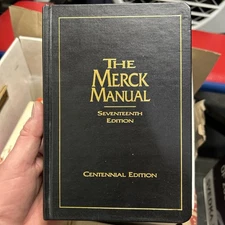 THE
MERCK
MANUAL
SEVENTEENTH
EDITION
CENTENNIAL EDITION